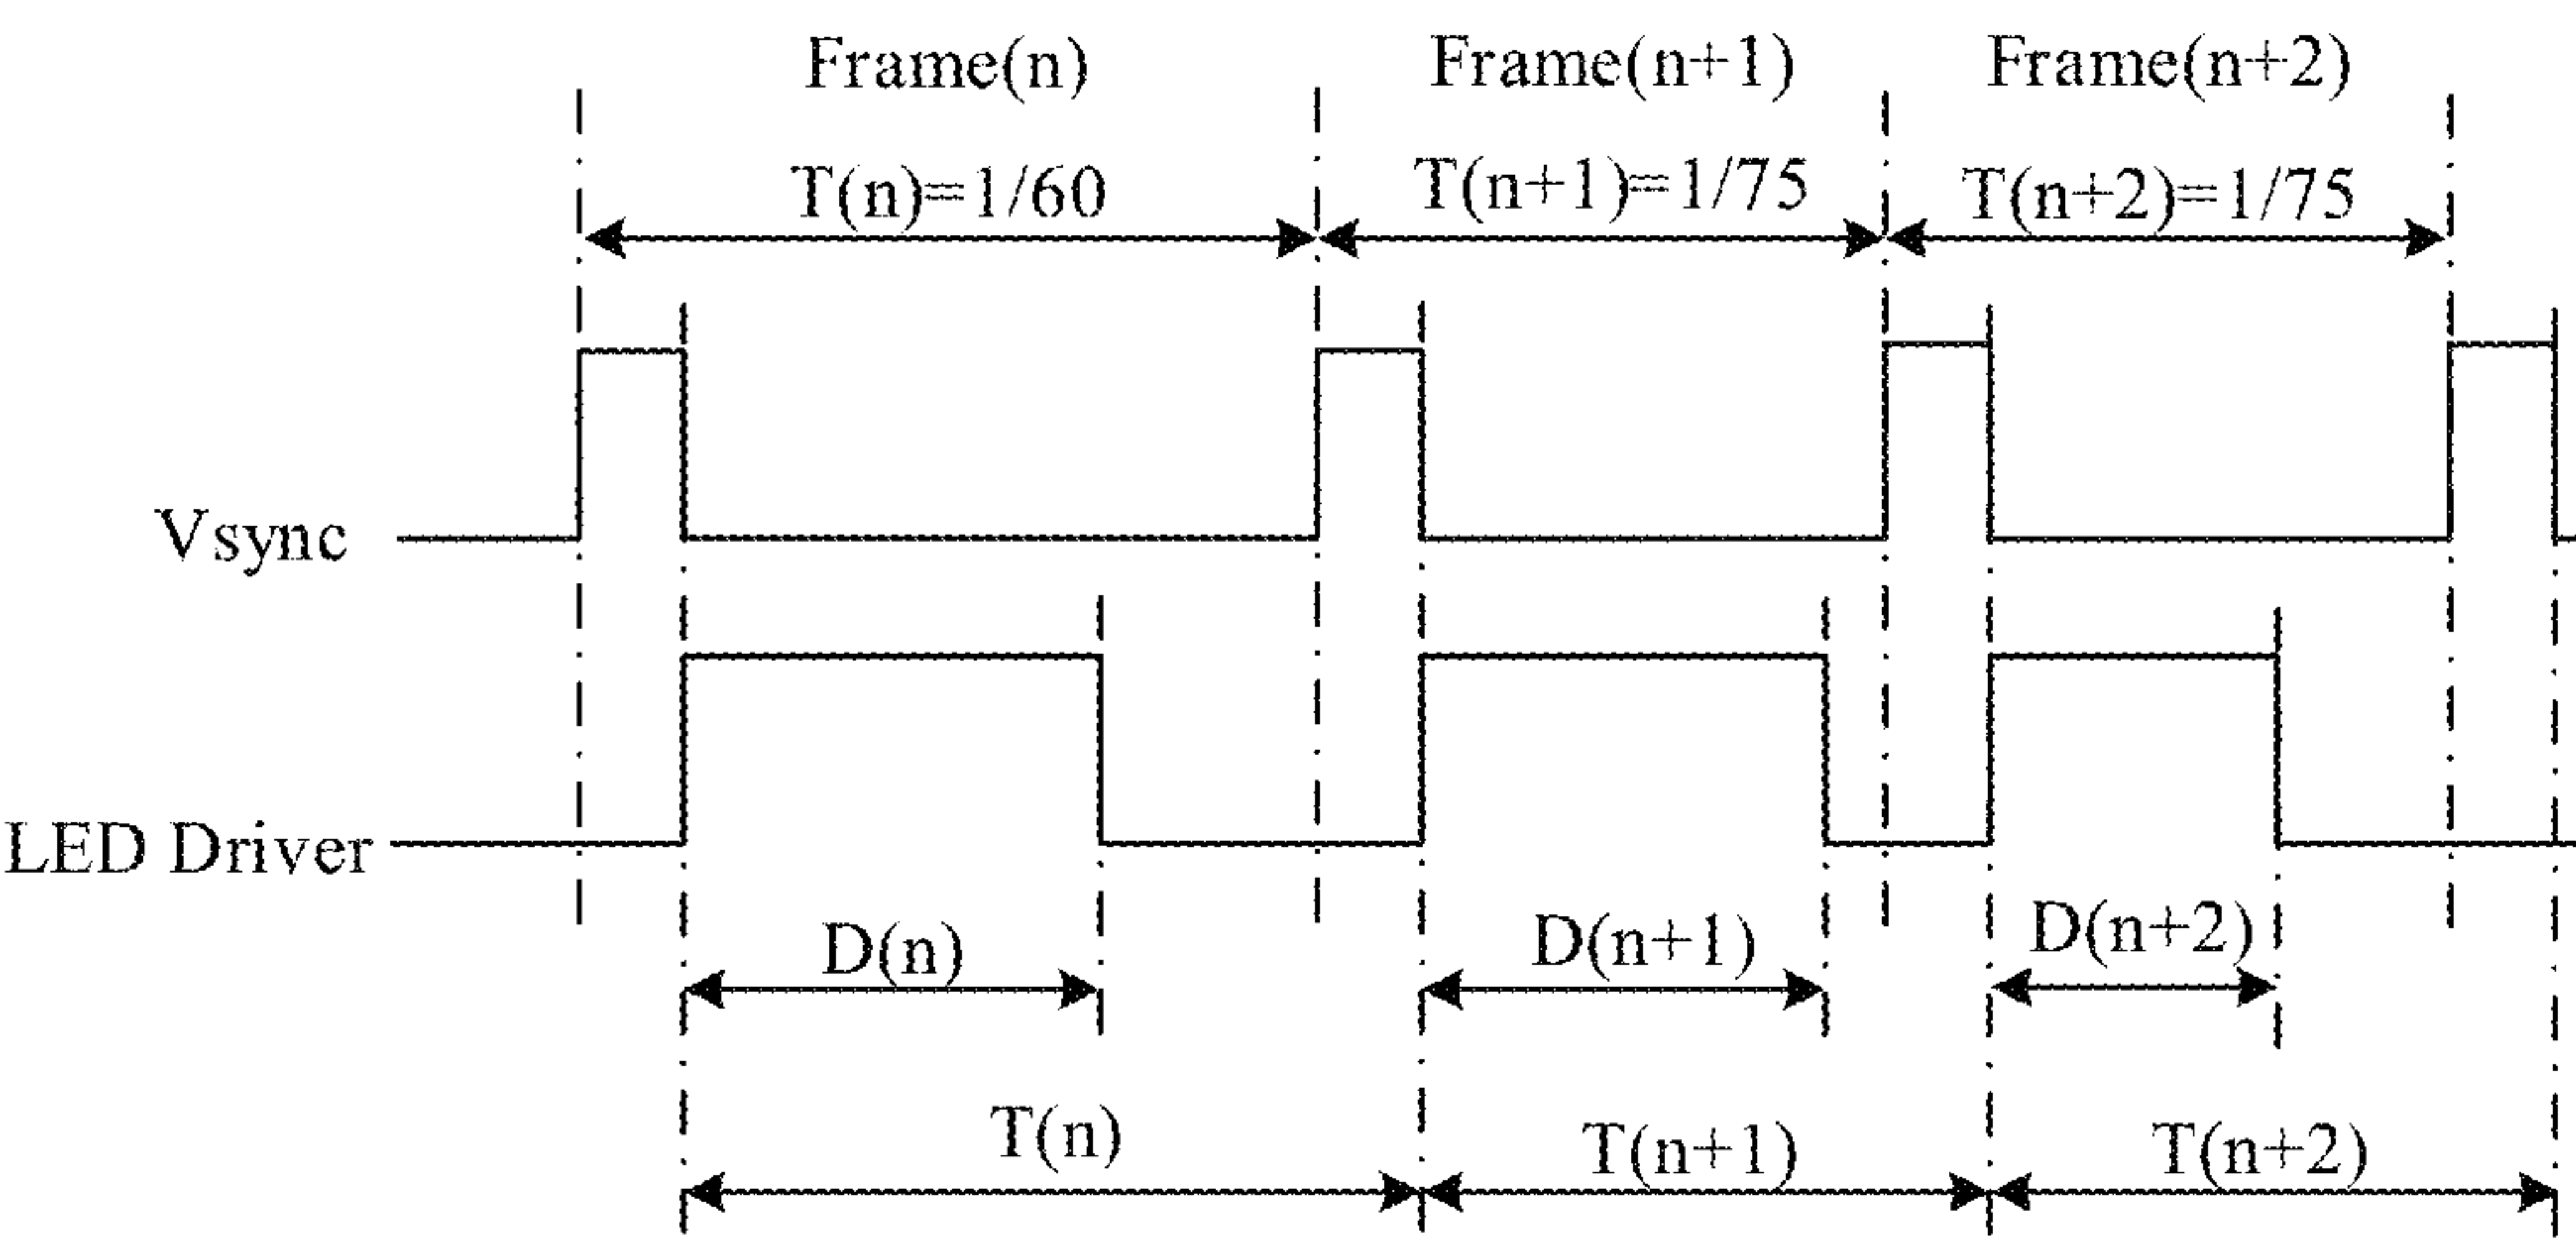 Frame(n)
Frame(n+1)
Frame(n+2)
T(n)=1/60
T(n+1)=1/75
T(n+2)=1/75
Vsync
LED Driver
D(n)
D(n+1)
D(n+2)
T(n)
T(n+1)
T(n+2)